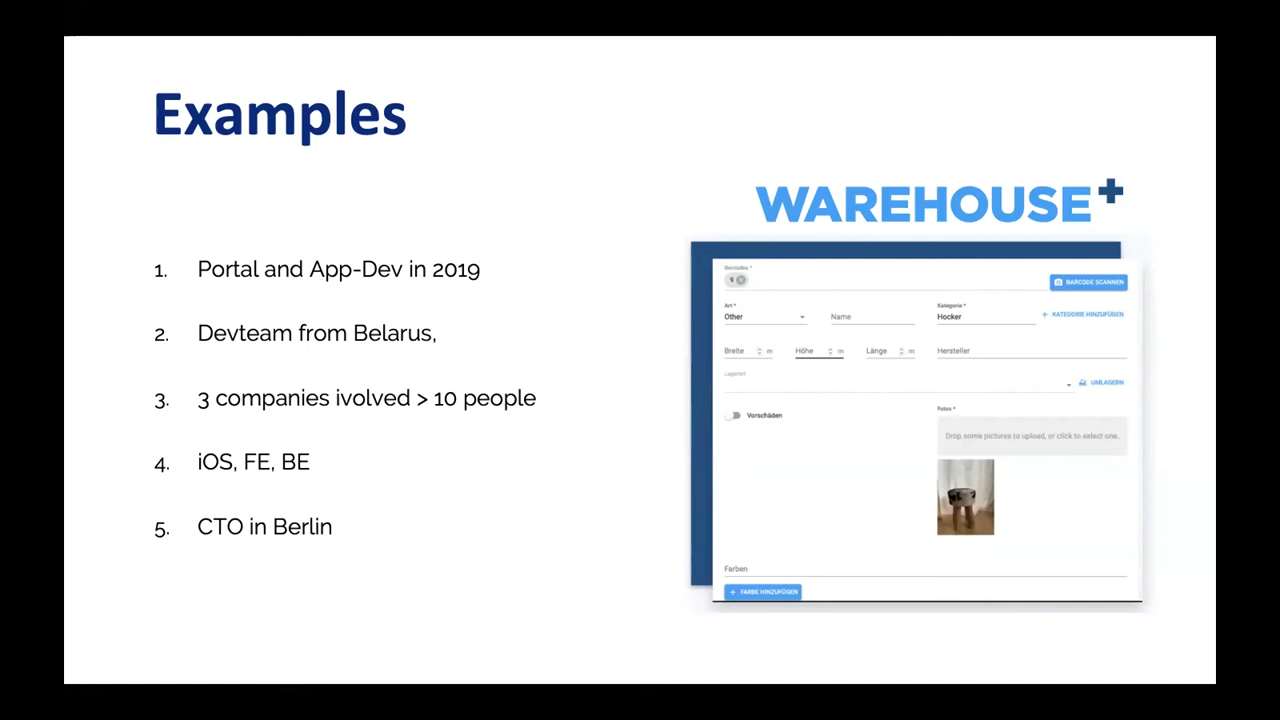 Examples
1. Portal and App-Dev in 2019
2. Devteam from Belarus,
3. 3 companies ivolved > 10 people
4. iOS, FE, BE
5. CTO in Berlin
WAREHOUSE+
Barcodes *
BARCODE SCANNEN
Art *
Other
Name
Kategorie *
Hocker
+ KATEGORIE HINZUFÜGEN
Breite m
Höhe m
Länge m
Hersteller
Lagerort
UMLAGERN
Vorschäden
Fotos *
Drop some pictures to upload, or click to select one.
Farben
+ FARBE HINZUFÜGEN